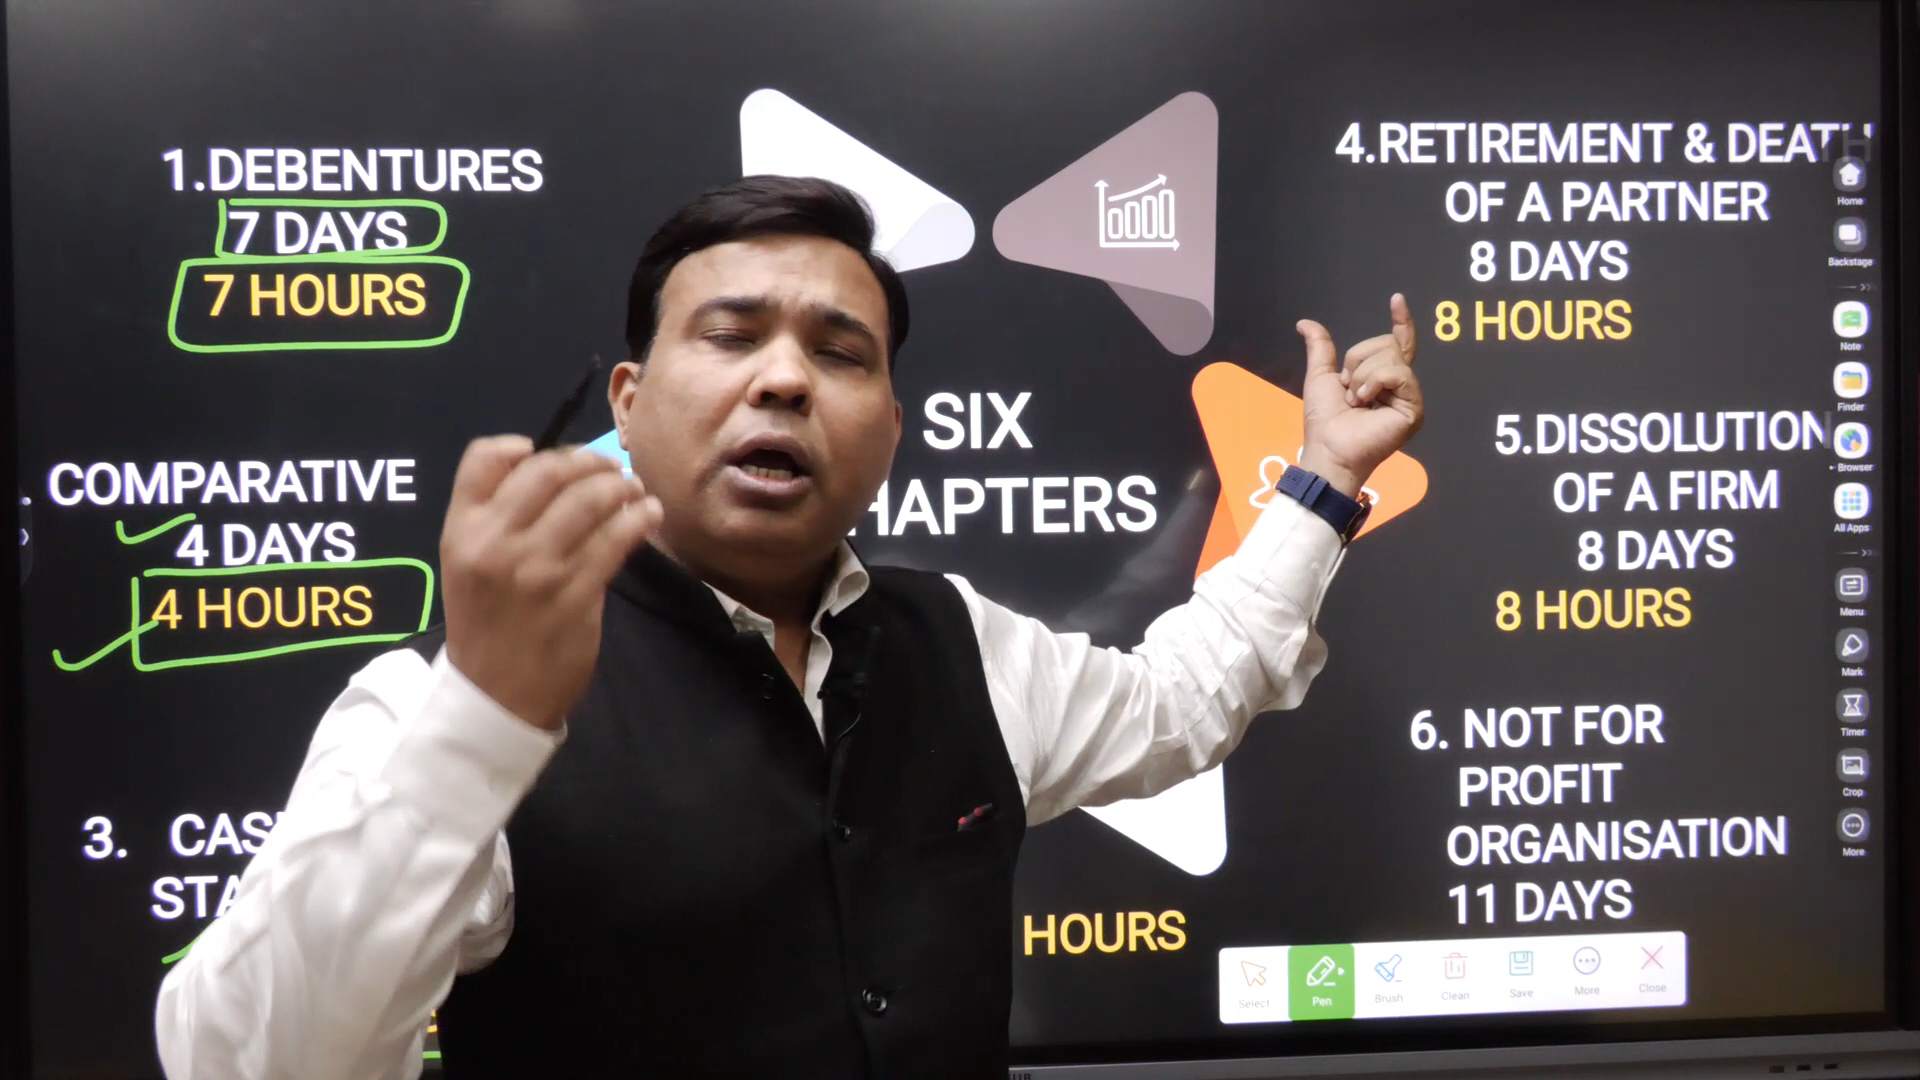 1.DEBENTURES
7 DAYS
7 HOURS
. COMPARATIVE
4 DAYS
4 HOURS
3.
SIX
HAPTERS
HOURS
4.RETIREMENT & DEATH
OF A PARTNER
8 DAYS
8 HOURS
5.DISSOLUTION
OF A FIRM
8 DAYS
8 HOURS
6. NOT FOR
PROFIT
ORGANISATION
11 DAYS
Home
Backstage
Note
Finder
Browser
All Apps
Menu
Mark
Timer
Crop
More
Select
Pen
Brush
Clean
Save
More
Close